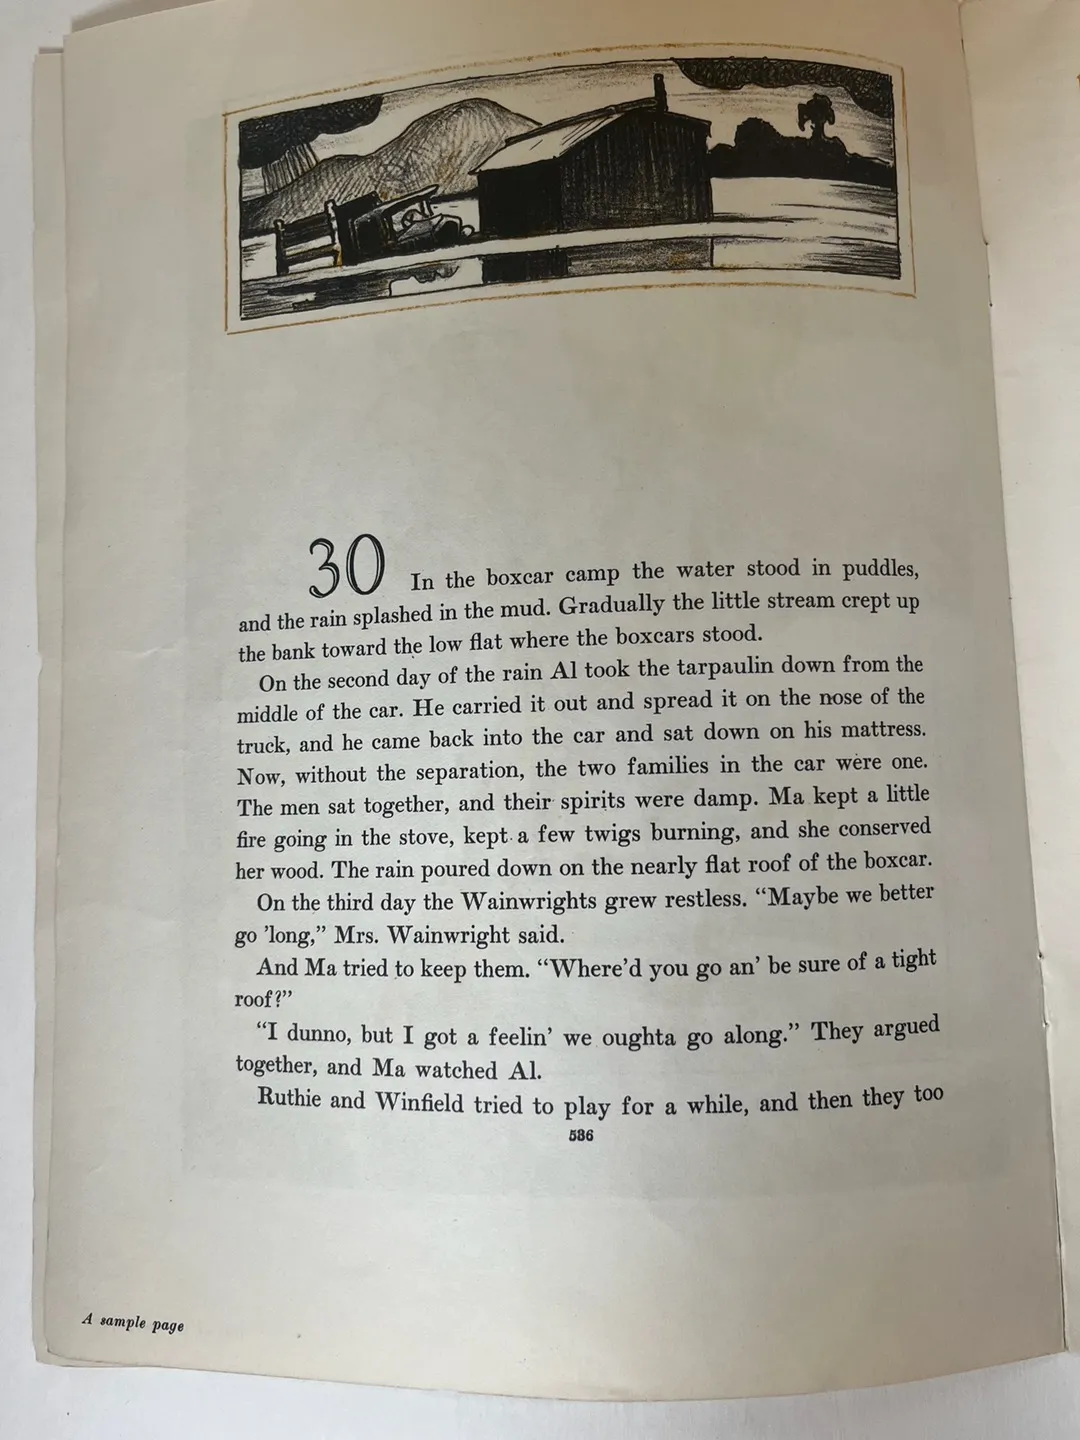 30 In the boxcar camp the water stood in puddles,
and the rain splashed in the mud. Gradually the little stream crept up
the bank toward the low flat where the boxcars stood.
On the second day of the rain Al took the tarpaulin down from the
middle of the car. He carried it out and spread it on the nose of the
truck, and he came back into the car and sat down on his mattress.
Now, without the separation, the two families in the car were one.
The men sat together, and their spirits were damp. Ma kept a little
fire going in the stove, kept a few twigs burning, and she conserved
her wood. The rain poured down on the nearly flat roof of the boxcar.
On the third day the Wainwrights grew restless. “Maybe we better
go ’long,” Mrs. Wainwright said.
And Ma tried to keep them. “Where’d you go an’ be sure of a tight
roof?”
“I dunno, but I got a feelin’ we oughta go along.” They argued
together, and Ma watched Al.
Ruthie and Winfield tried to play for a while, and then they too
536
A sample page